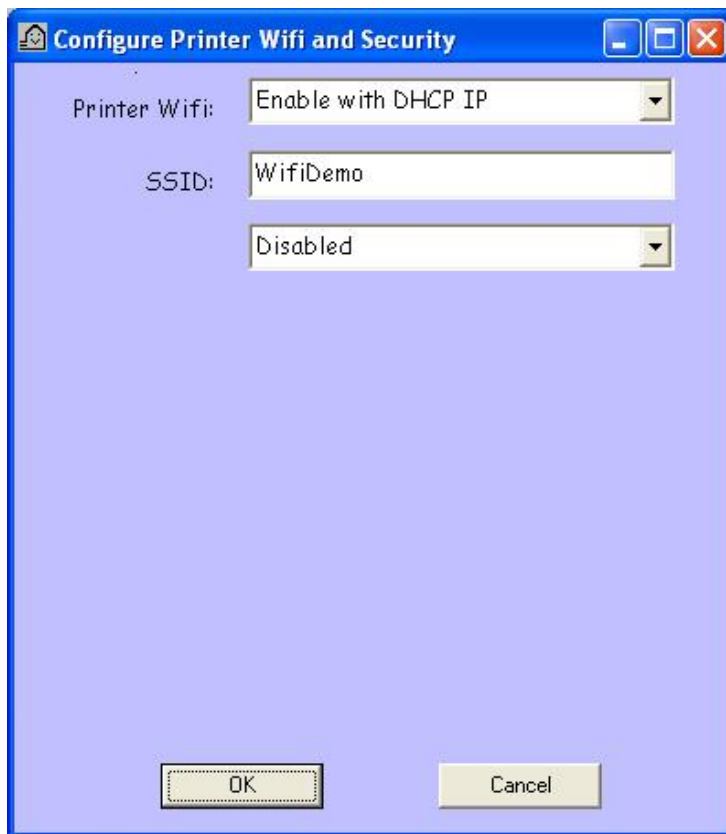 Configure Printer Wifi and Security
Printer Wifi: Enable with DHCP IP
SSID: WifiDemo
Disabled
OK Cancel